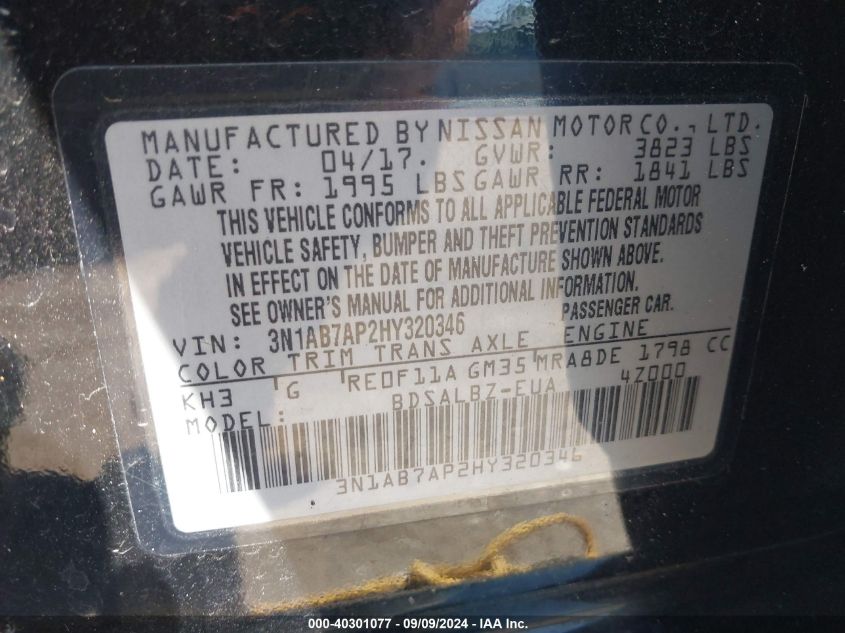 MANUFACTURED BY NISSAN MOTOR CO., LTD.
DATE: 04/17. GVWR: 3823 LBS
GAWR FR: 1995 LBS GAWR RR: 1841 LBS
THIS VEHICLE CONFORMS TO ALL APPLICABLE FEDERAL MOTOR
VEHICLE SAFETY, BUMPER AND THEFT PREVENTION STANDARDS
IN EFFECT ON THE DATE OF MANUFACTURE SHOWN ABOVE.
SEE OWNER'S MANUAL FOR ADDITIONAL INFORMATION.
VIN: 3N1AB7AP2HY320346 PASSENGER CAR.
COLOR TRIM TRANS AXLE ENGINE
KH3 G RE0F11A GM35 MRA8DE 1798 CC
MODEL: BDSALBZ-EUA 4Z000
3N1AB7AP2HY320346
000-40301077 - 09/09/2024 - IAA Inc.